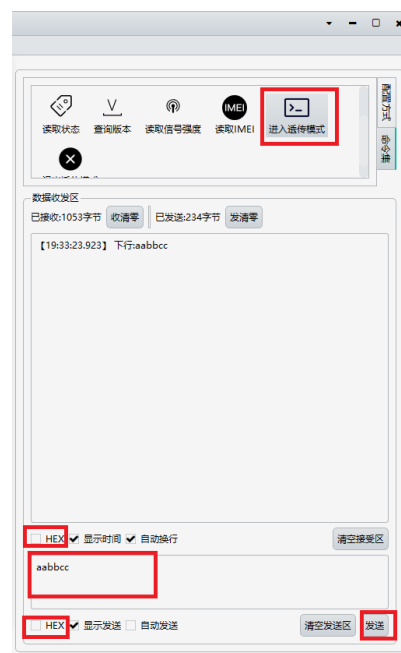 配置方式
命令集
IMEI
读取状态 查询版本 读取信号强度 读取IMEI 进入透传模式
数据收发区
已接收:1053字节 收清零 已发送:234字节 发清零
【19:33:23.923】 下行:aabbcc
HEX 显示时间 自动换行 清空接受区
aabbcc
HEX 显示发送 自动发送 清空发送区 发送